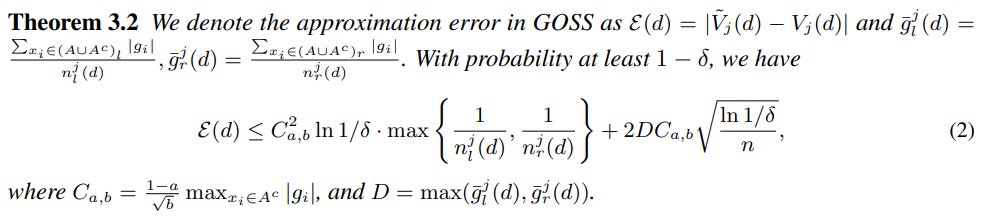 Theorem 3.2 We denote the approximation error in GOSS as $\mathcal{E}(d) = |\tilde{V}_j(d) - V_j(d)|$ and $\bar{g}_l^j(d) =$
$\frac{\sum_{x_i \in (A \cup A^c)_l} |g_i|}{n_l^j(d)}, \bar{g}_r^j(d) = \frac{\sum_{x_i \in (A \cup A^c)_r} |g_i|}{n_r^j(d)}$. With probability at least $1 - \delta$, we have
$\mathcal{E}(d) \leq C_{a,b}^2 \ln 1/\delta \cdot \max \left\{ \frac{1}{n_l^j(d)}, \frac{1}{n_r^j(d)} \right\} + 2DC_{a,b} \sqrt{\frac{\ln 1/\delta}{n}},$ (2)
where $C_{a,b} = \frac{1-a}{\sqrt{b}} \max_{x_i \in A^c} |g_i|$, and $D = \max(\bar{g}_l^j(d), \bar{g}_r^j(d))$.